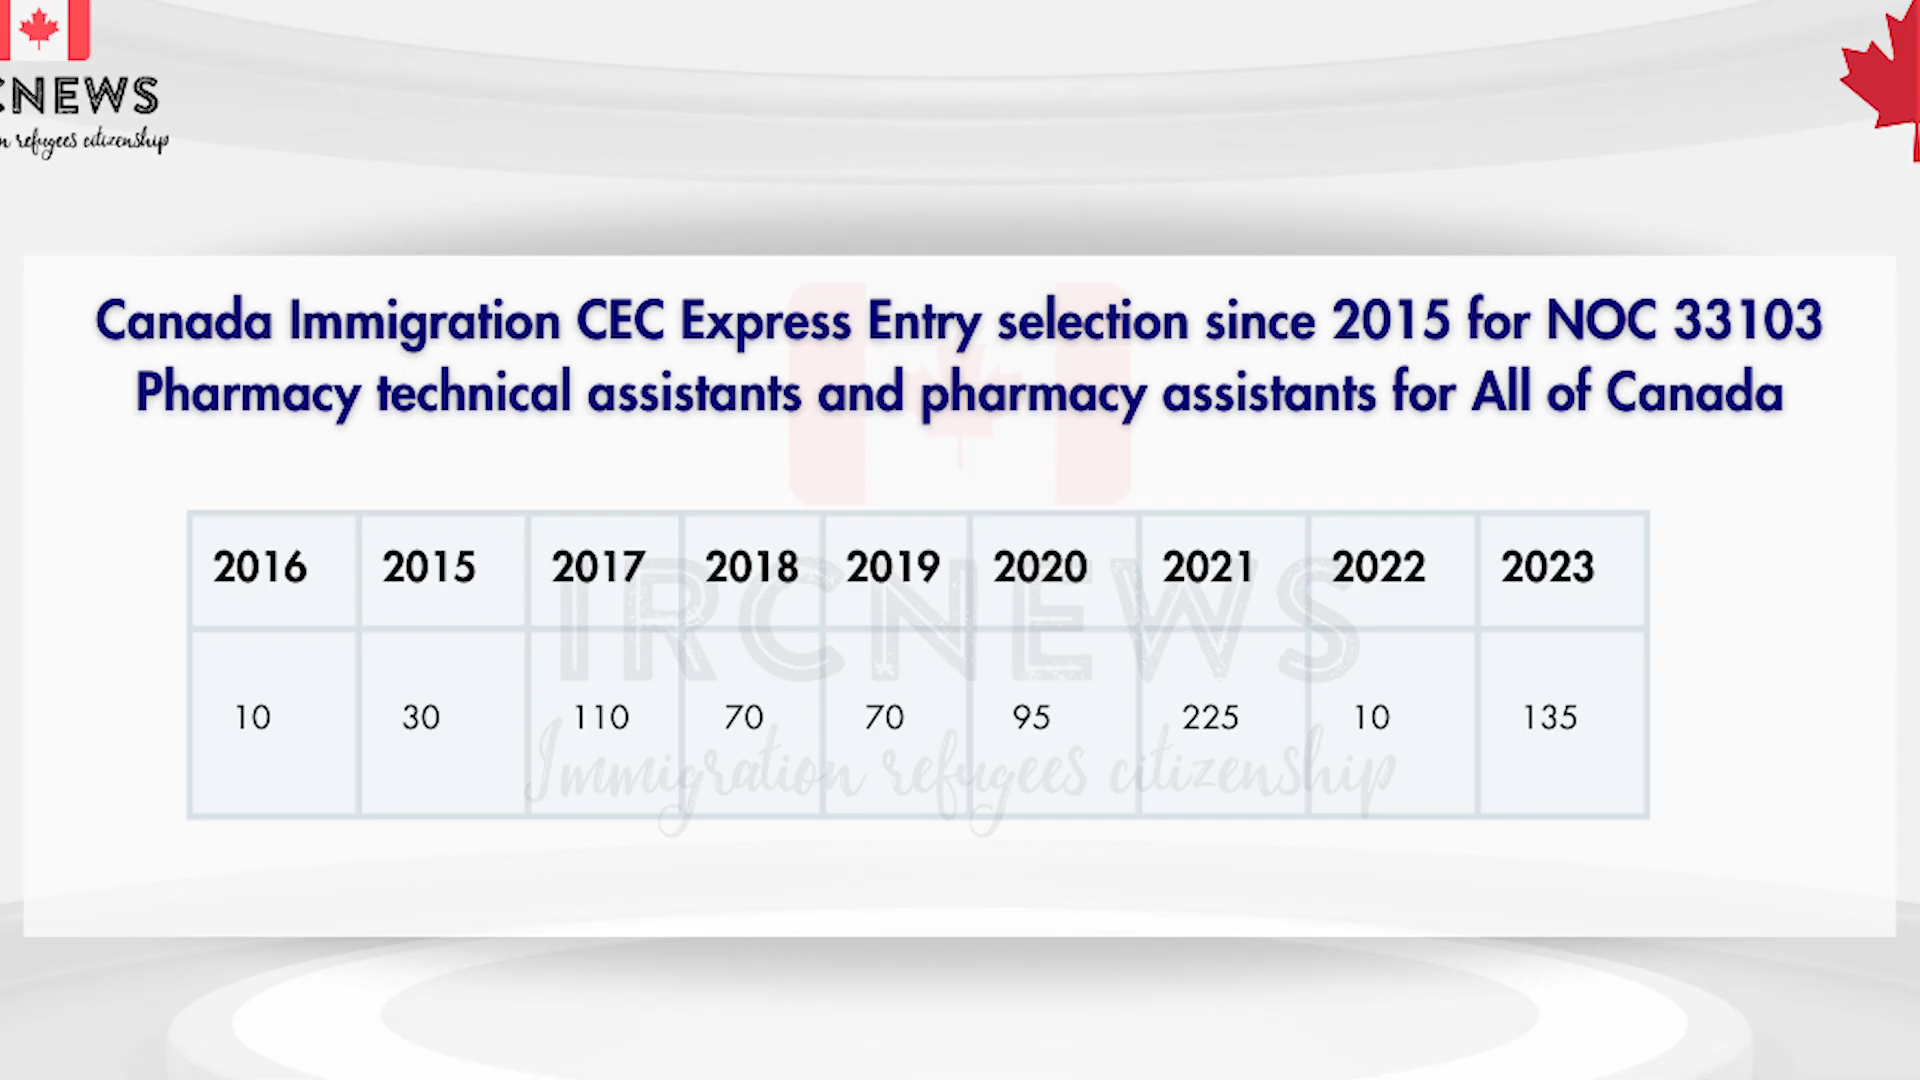 NEWS
refugees citizenship
Canada Immigration CEC Express Entry selection since 2015 for NOC 33103
Pharmacy technical assistants and pharmacy assistants for All of Canada
2016 2015 2017 2018 2019 2020 2021 2022 2023
10 30 110 70 70 95 225 10 135
IRCNEWS
Immigration refugees citizenship